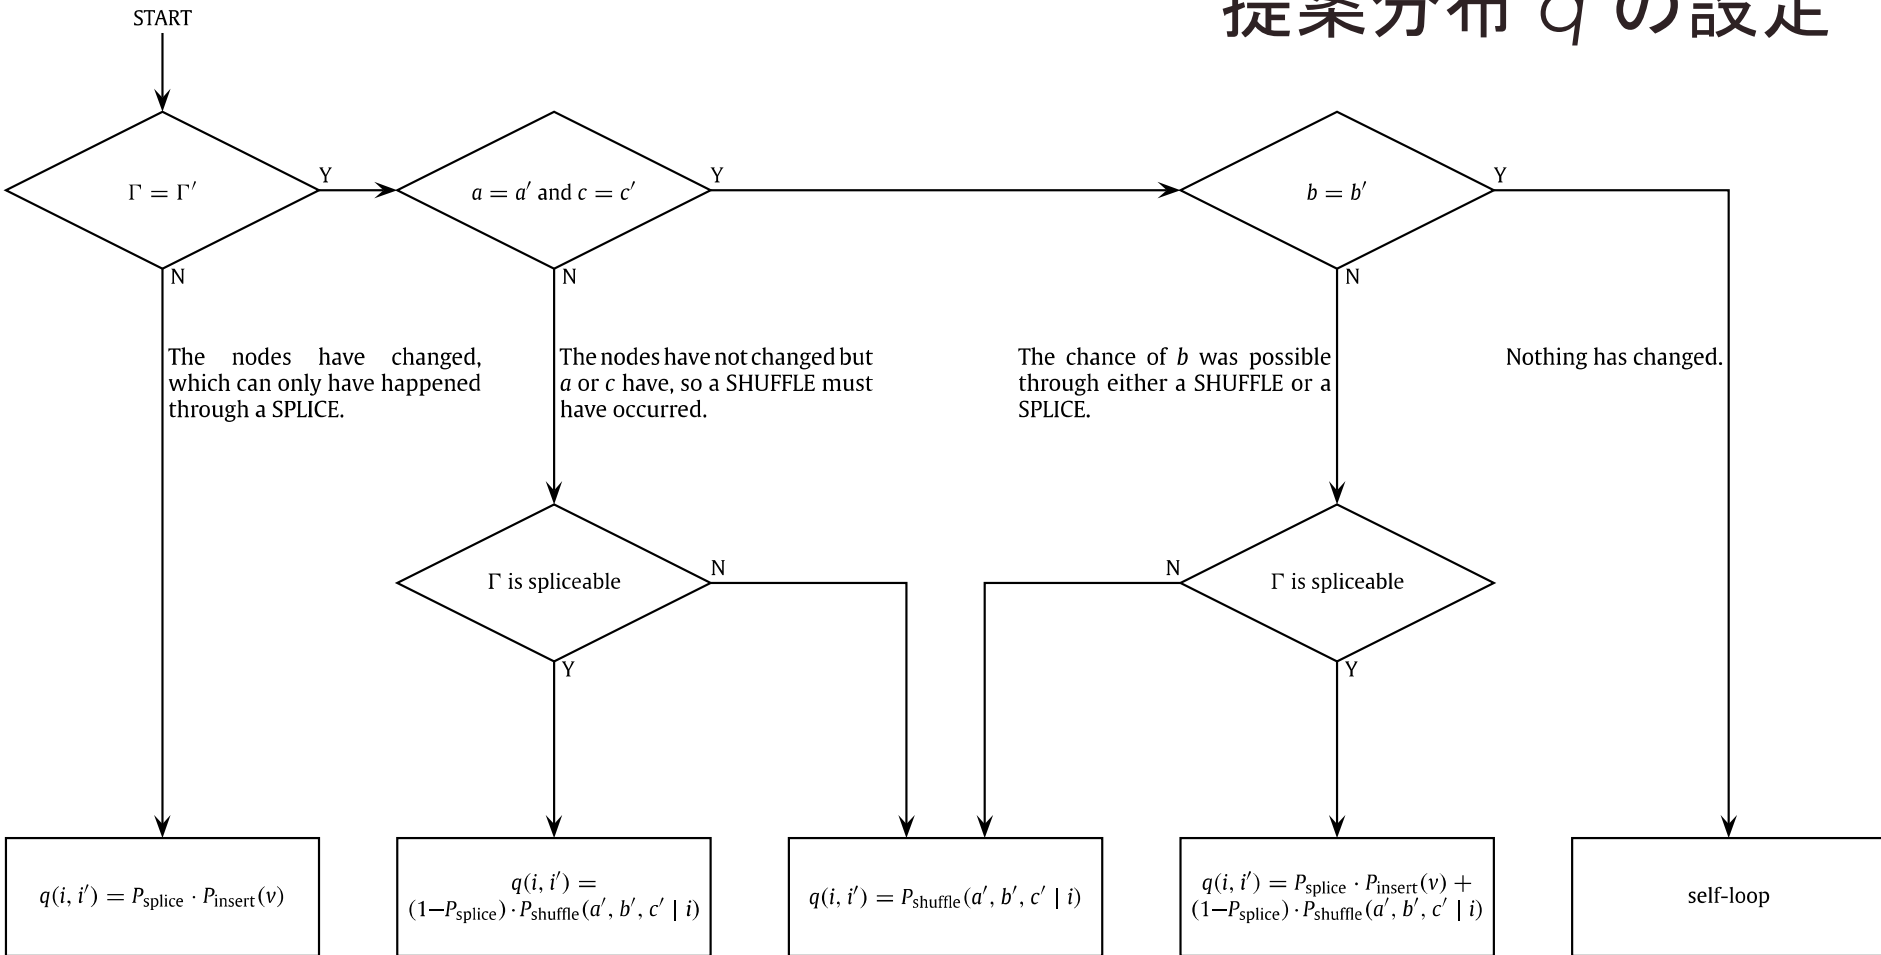 提案分布 q の設定
START
Γ = Γ′
Y
N
a = a′ and c = c′
Y
N
b = b′
Y
N
The nodes have changed,
which can only have happened
through a SPLICE.
The nodes have not changed but
a or c have, so a SHUFFLE must
have occurred.
The chance of b was possible
through either a SHUFFLE or a
SPLICE.
Nothing has changed.
Γ is spliceable
N
Y
N
Γ is spliceable
Y
q(i, i′) = P_splice · P_insert(v)
q(i, i′) =
(1−P_splice) · P_shuffle(a′, b′, c′ | i)
q(i, i′) = P_shuffle(a′, b′, c′ | i)
q(i, i′) = P_splice · P_insert(v) +
(1−P_splice) · P_shuffle(a′, b′, c′ | i)
self-loop